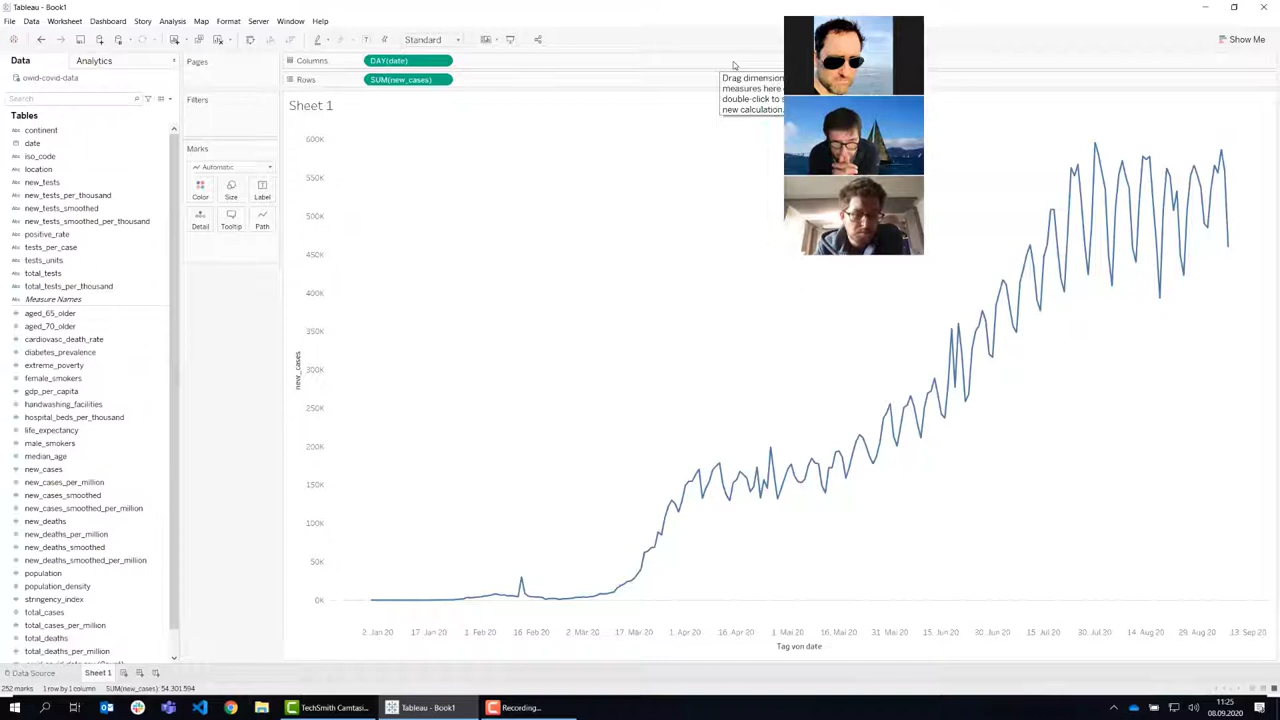 Tableau - Book1
File Data Worksheet Dashboard Story Analysis Map Format Server Window Help
Standard
Show Me
Data Analytics
owd-covid-data
Search
Tables
continent
date
iso_code
location
new_tests
new_tests_per_thousand
new_tests_smoothed
new_tests_smoothed_per_thousand
positive_rate
tests_per_case
tests_units
total_tests
total_tests_per_thousand
Measure Names
aged_65_older
aged_70_older
cardiovasc_death_rate
diabetes_prevalence
extreme_poverty
female_smokers
gdp_per_capita
handwashing_facilities
hospital_beds_per_thousand
life_expectancy
male_smokers
median_age
new_cases
new_cases_per_million
new_cases_smoothed
new_cases_smoothed_per_million
new_deaths
new_deaths_per_million
new_deaths_smoothed
new_deaths_smoothed_per_million
population
population_density
stringency_index
total_cases
total_cases_per_million
total_deaths
total_deaths_per_million
Pages
Filters
Marks
Automatic
Color Size Label
Detail Tooltip Path
Columns DAY(date)
Rows SUM(new_cases)
Drag dimension
measures here
double-click to
new calculation.
Sheet 1
600K
550K
500K
450K
400K
350K
300K
250K
200K
150K
100K
50K
0K
new_cases
2. Jan 20 17. Jan 20 1. Feb 20 16. Feb 20 2. Mär 20 17. Mär 20 1. Apr 20 16. Apr 20 1. Mai 20 16. Mai 20 31. Mai 20 15. Jun 20 30. Jun 20 15. Jul 20 30. Jul 20 14. Aug 20 29. Aug 20 13. Sep 20
Tag von date
Data Source Sheet 1
252 marks 1 row by 1 column SUM(new_cases): 54.301.594
TechSmith Camtasi... Tableau - Book1 Recording...
11:25
08.09.2020